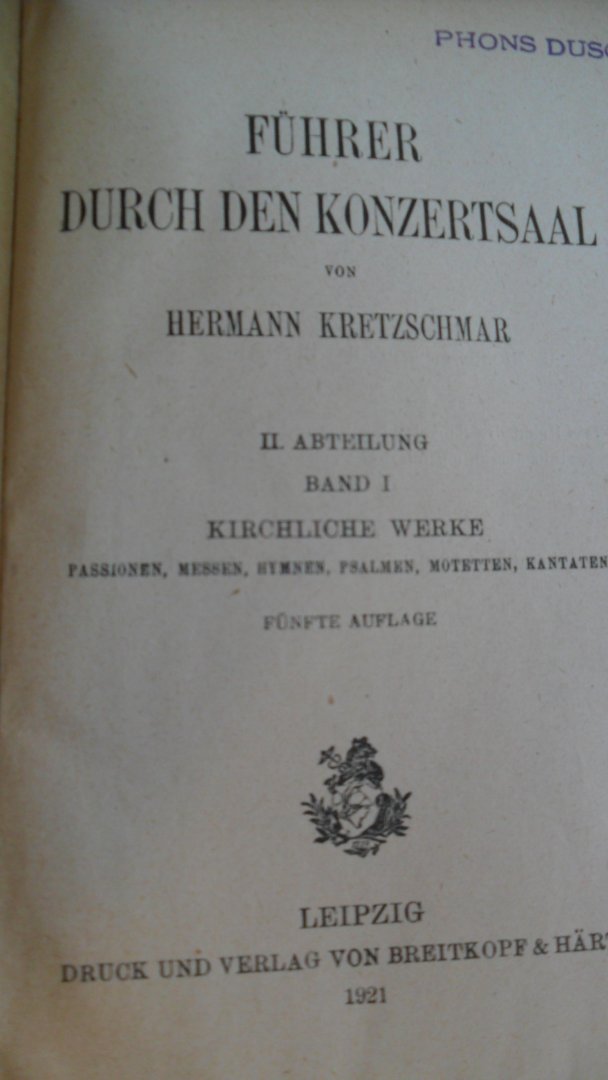 PHONS DUS
FÜHRER
DURCH DEN KONZERTSAAL
VON
HERMANN KRETZSCHMAR
II. ABTEILUNG
BAND I
KIRCHLICHE WERKE
PASSIONEN, MESSEN, HYMNEN, PSALMEN, MOTETTEN, KANTATEN
FÜNFTE AUFLAGE
LEIPZIG
DRUCK UND VERLAG VON BREITKOPF & HÄRT
1921